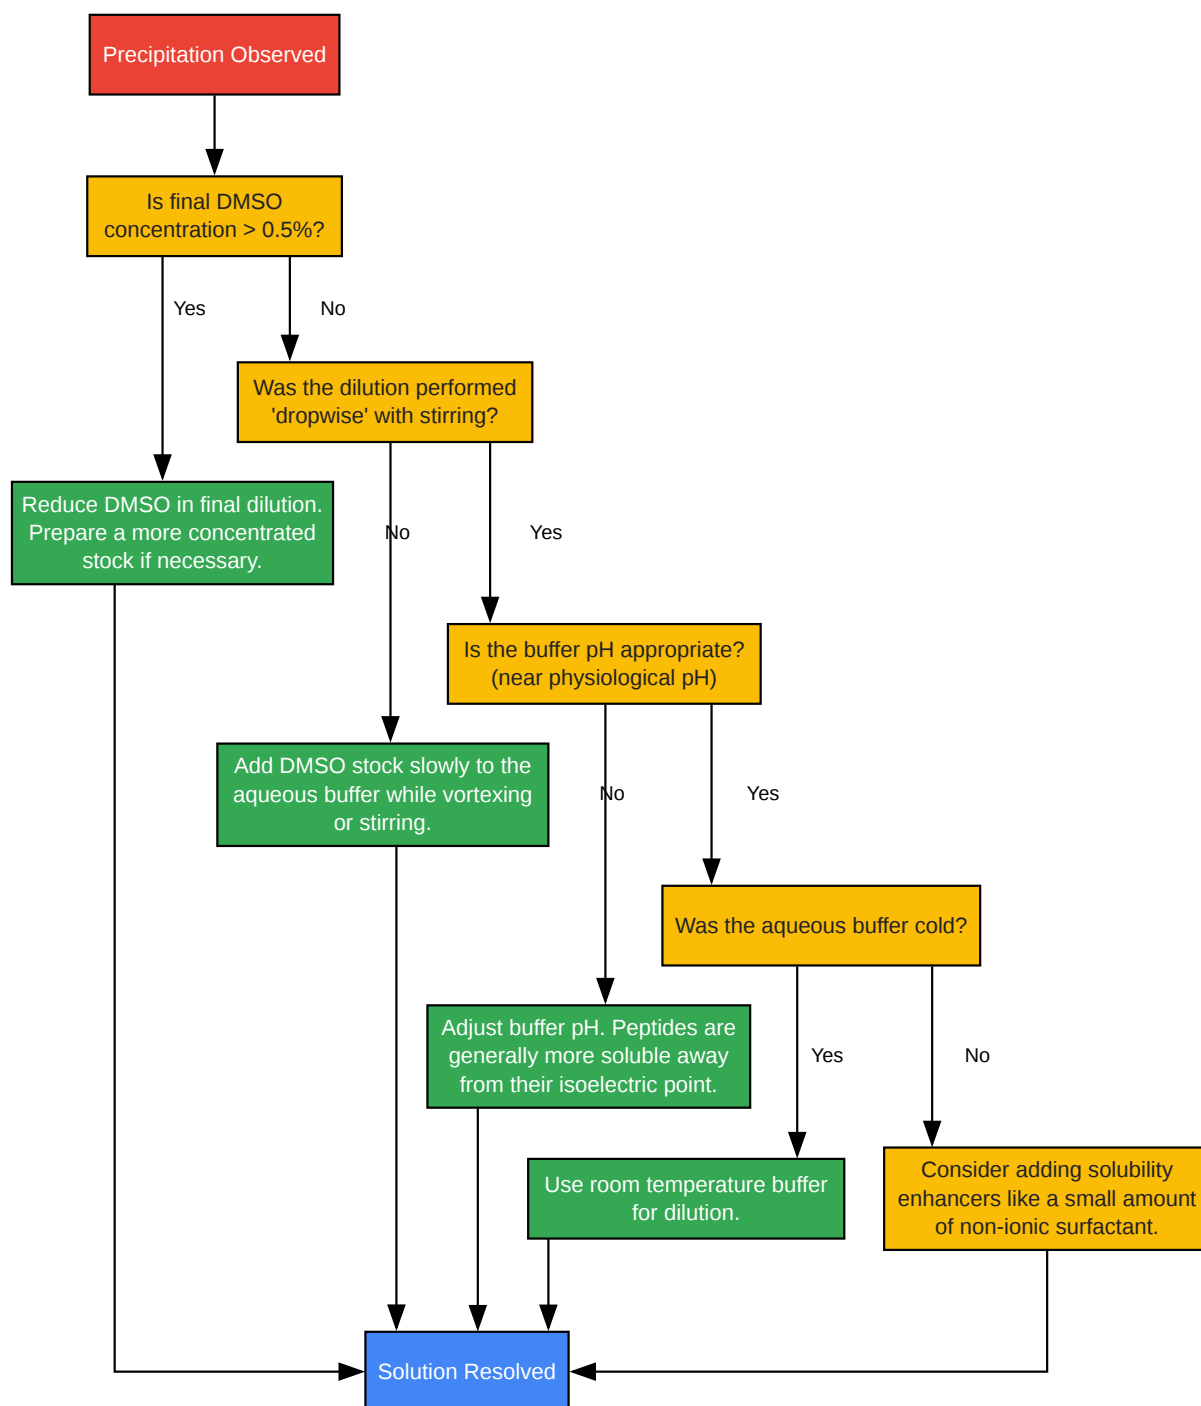 Precipitation Observed
Is final DMSO
concentration > 0.5%?
Yes
No
Was the dilution performed
'dropwise' with stirring?
Reduce DMSO in final dilution.
Prepare a more concentrated
stock if necessary.
No
Yes
Is the buffer pH appropriate?
(near physiological pH)
Add DMSO stock slowly to the
aqueous buffer while vortexing
or stirring.
No
Yes
Was the aqueous buffer cold?
Adjust buffer pH. Peptides are
generally more soluble away
from their isoelectric point.
Yes
No
Use room temperature buffer
for dilution.
Consider adding solubility
enhancers like a small amount
of non-ionic surfactant.
Solution Resolved